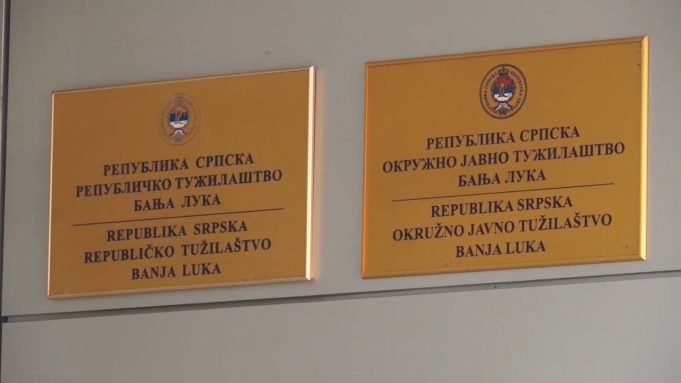 РЕПУБЛИКА СРПСКА
РЕПУБЛИЧКО ТУЖИЛАШТВО
БАЊА ЛУКА
REPUBLIKA SRPSKA
REPUBLIČKO TUŽILAŠTVO
BANJA LUKA
РЕПУБЛИКА СРПСКА
ОКРУЖНО ЈАВНО ТУЖИЛАШТВО
БАЊА ЛУКА
REPUBLIKA SRPSKA
OKRUŽNO JAVNO TUŽILAŠTVO
BANJA LUKA